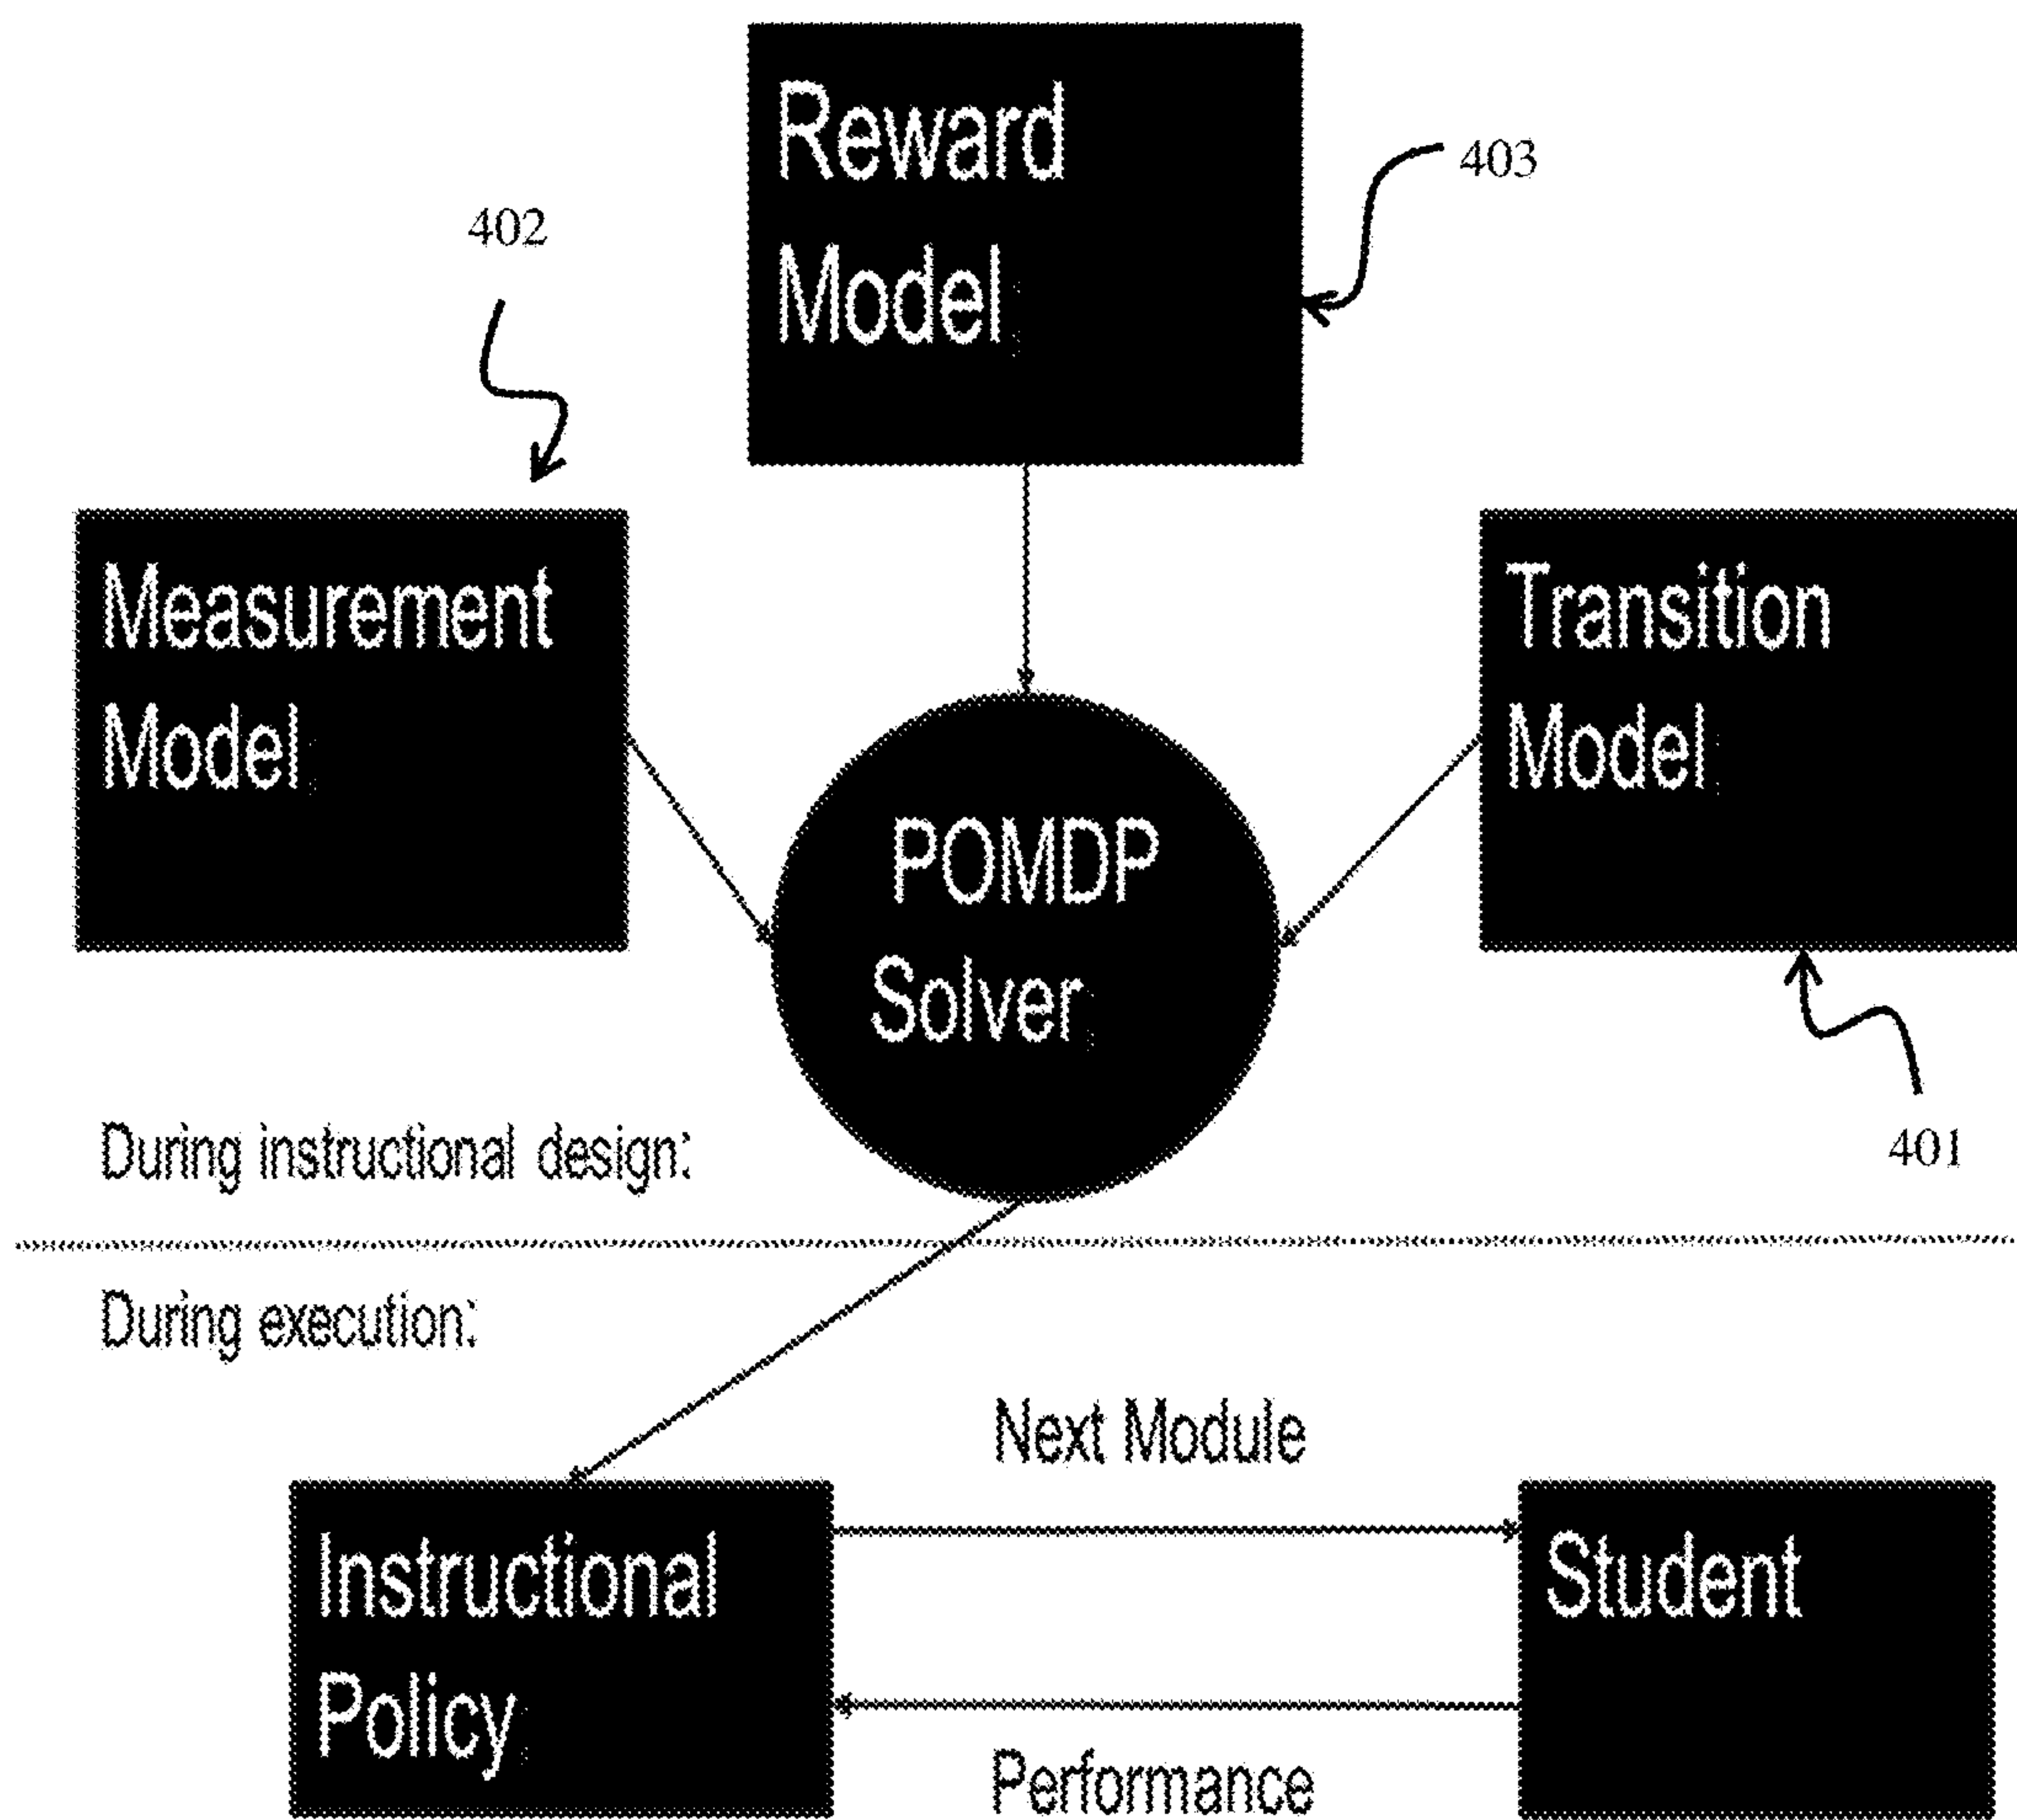 Reward
Model
403
402
Measurement
Model
Transition
Model
POMDP
Solver
401
During instructional design:
During execution:
Next Module
Instructional
Policy
Student
Performance